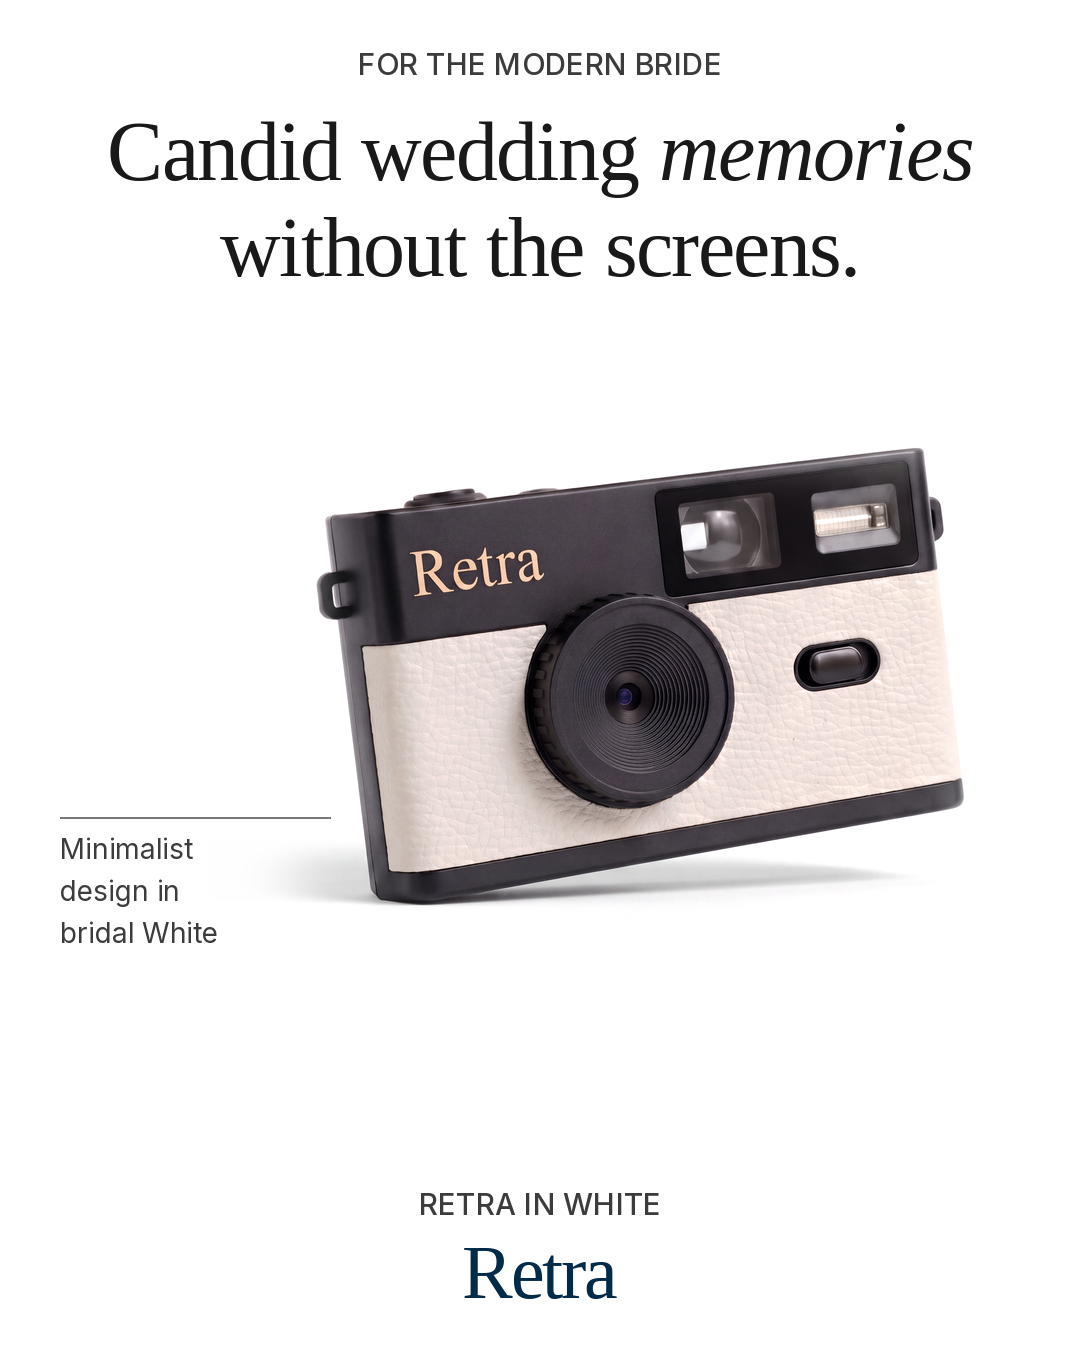 FOR THE MODERN BRIDE
Candid wedding memories
without the screens.
Retra
Minimalist
design in
bridal White
RETRA IN WHITE
Retra